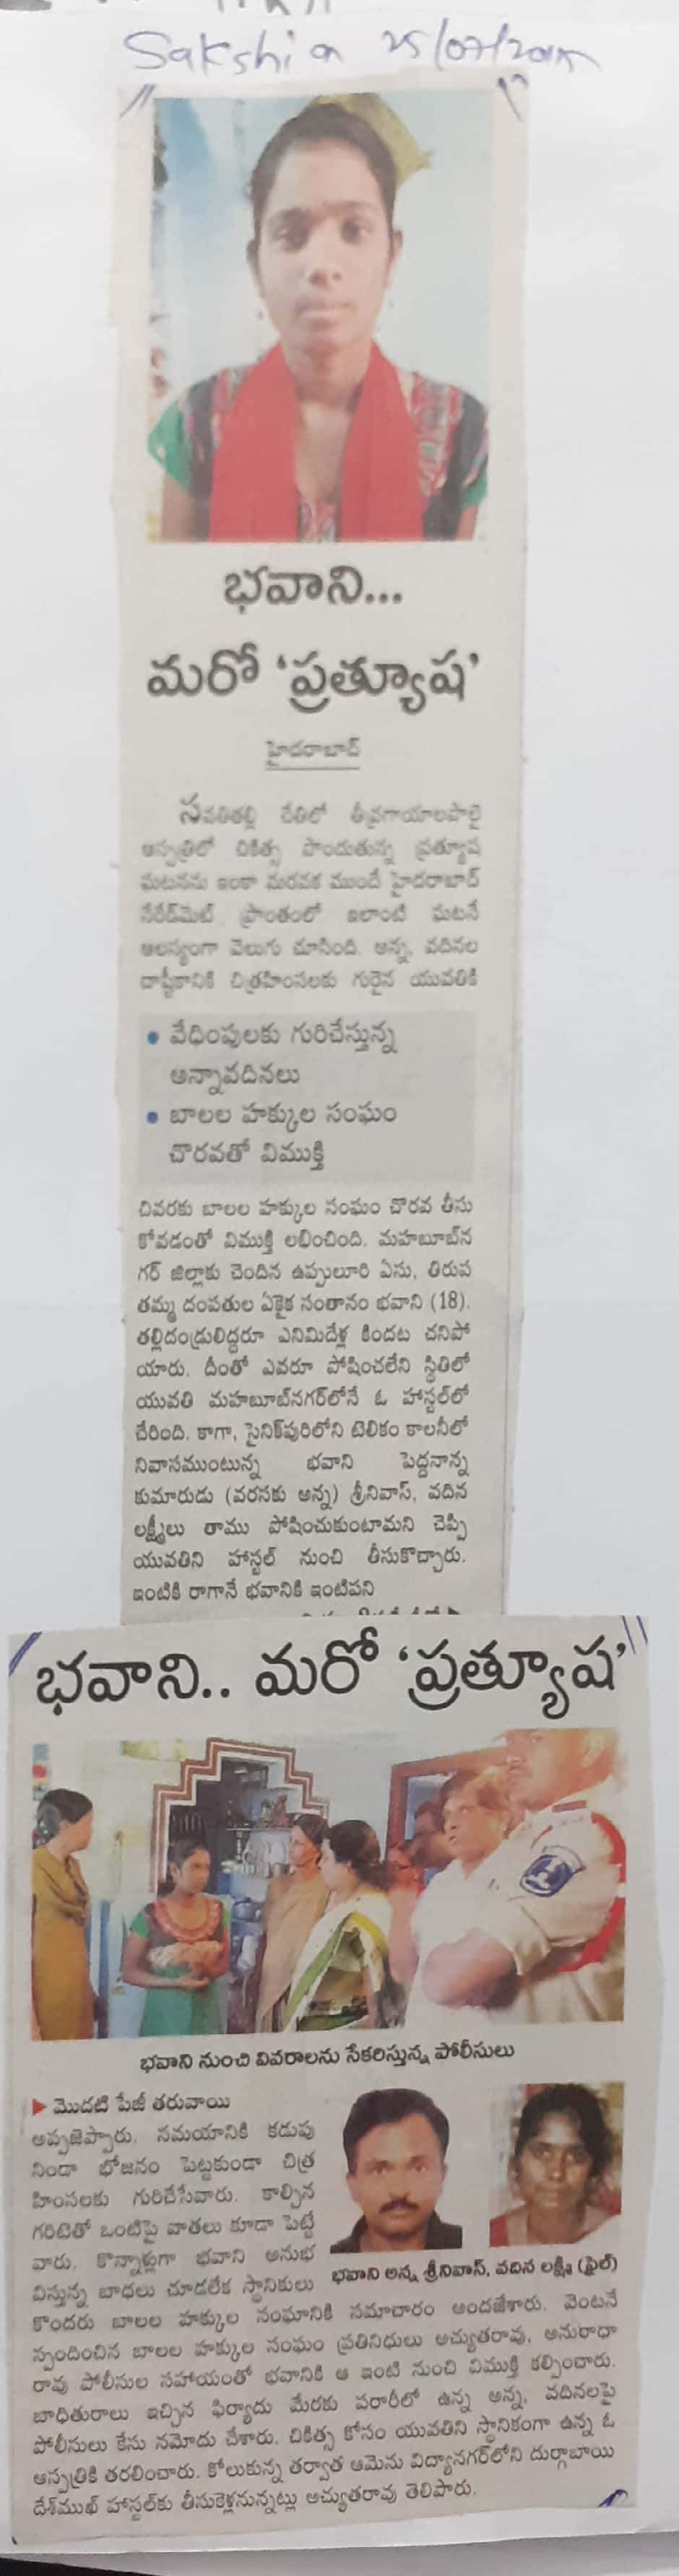 Sakshi 25/07/2015
భవాని...
మరో ‘ప్రత్యూష’
హైదరాబాద్
సవతితల్లి చేతిలో తీవ్రగాయాలపాలై
ఆస్పత్రిలో చికిత్స పొందుతున్న ప్రత్యూష
ఘటనను ఇంకా మరవక ముందే హైదరాబాద్
నేరేడ్‌మెట్ ప్రాంతంలో ఇలాంటి ఘటనే
ఆలస్యంగా వెలుగు చూసింది. అన్న, వదినల
దాష్టీకానికి చిత్రహింసలకు గురైన యువతికి
• వేధింపులకు గురిచేస్తున్న
అన్నావదినలు
• బాలల హక్కుల సంఘం
చొరవతో విముక్తి
చివరకు బాలల హక్కుల సంఘం చొరవ తీసు
కోవడంతో విముక్తి లభించింది. మహబూబ్‌న
గర్ జిల్లాకు చెందిన ఉప్పులూరి ఏసు, తిరుప
తమ్మ దంపతుల ఏకైక సంతానం భవాని (18).
తల్లిదండ్రులిద్దరూ ఎనిమిదేళ్ల కిందట చనిపో
యారు. దీంతో ఎవరూ పోషించలేని స్థితిలో
యువతి మహబూబ్‌నగర్‌లోనే ఓ హాస్టల్‌లో
చేరింది. కాగా, సైనిక్‌పురిలోని టెలికం కాలనీలో
నివాసముంటున్న భవాని పెద్దనాన్న
కుమారుడు (వరసకు అన్న) శ్రీనివాస్, వదిన
లక్ష్మీలు తాము పోషించుకుంటామని చెప్పి
యువతిని హాస్టల్ నుంచి తీసుకొచ్చారు.
ఇంటికి రాగానే భవానికి ఇంటిపని
భవాని.. మరో ‘ప్రత్యూష’
భవాని నుంచి వివరాలను సేకరిస్తున్న పోలీసులు
▶ మొదటి పేజీ తరువాయి
అప్పజెప్పారు. సమయానికి కడుపు
నిండా భోజనం పెట్టకుండా చిత్ర
హింసలకు గురిచేసేవారు. కాల్చిన
గరిటెతో ఒంటిపై వాతలు కూడా పెట్టే
వారు. కొన్నాళ్లుగా భవాని అనుభ
విస్తున్న బాధలు చూడలేక స్థానికులు
భవాని అన్న శ్రీనివాస్, వదిన లక్ష్మి (ఫైల్)
కొందరు బాలల హక్కుల సంఘానికి సమాచారం అందజేశారు. వెంటనే
స్పందించిన బాలల హక్కుల సంఘం ప్రతినిధులు అచ్యుతరావు, అనురాధా
రావు పోలీసుల సహాయంతో భవానికి ఆ ఇంటి నుంచి విముక్తి కల్పించారు.
బాధితురాలు ఇచ్చిన ఫిర్యాదు మేరకు పరారీలో ఉన్న అన్న, వదినలపై
పోలీసులు కేసు నమోదు చేశారు. చికిత్స కోసం యువతిని స్థానికంగా ఉన్న ఓ
ఆస్పత్రికి తరలించారు. కోలుకున్న తర్వాత ఆమెను విద్యానగర్‌లోని దుర్గాబాయి
దేశ్‌ముఖ్ హాస్టల్‌కు తీసుకెళ్లనున్నట్లు అచ్యుతరావు తెలిపారు.